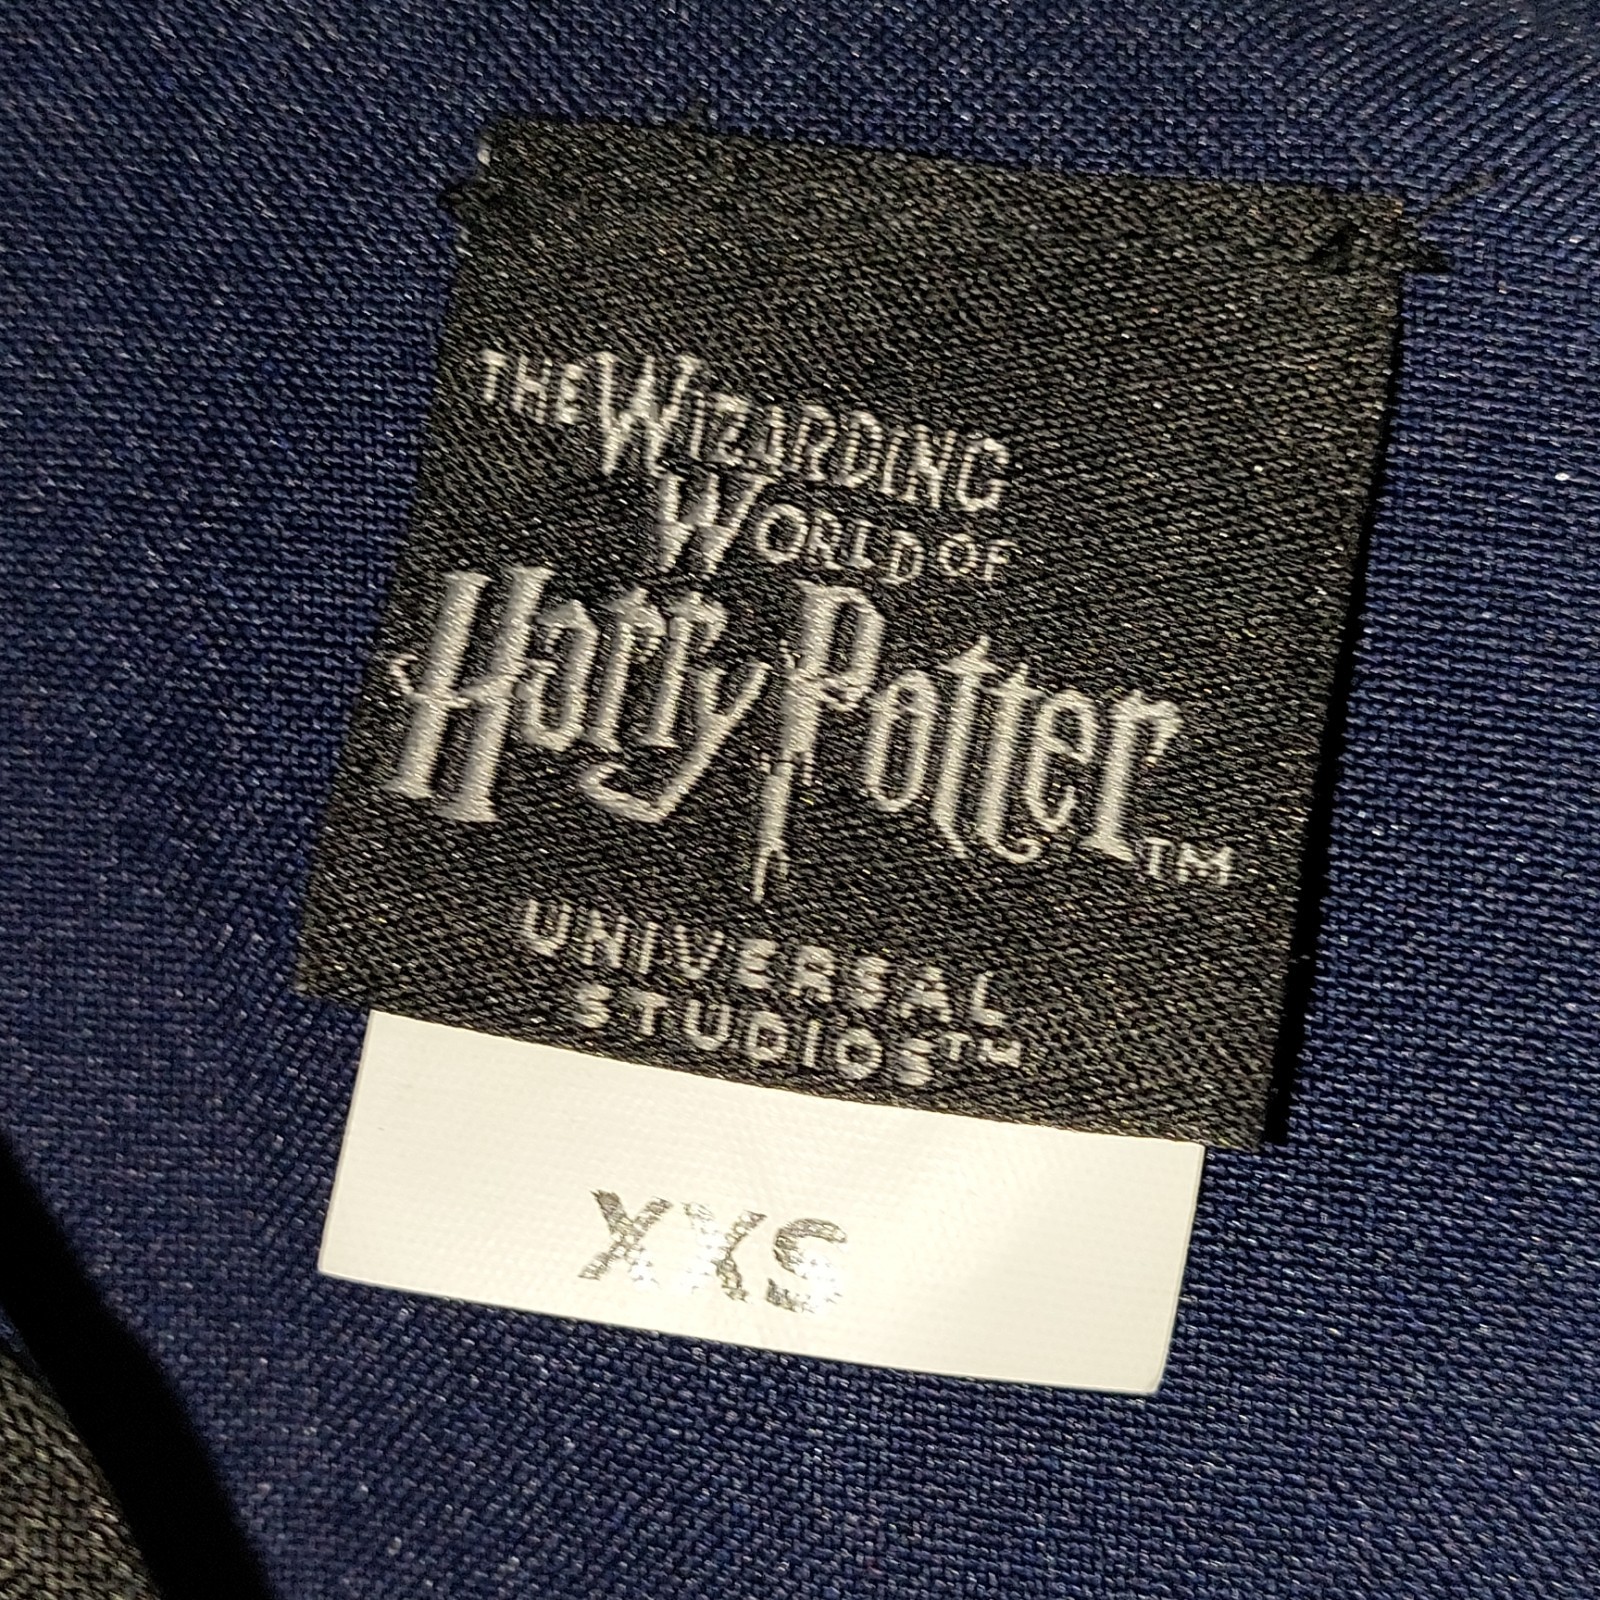 THE WIZARDING
WORLD OF
Harry Potter™
UNIVERSAL
STUDIOS™
XXS